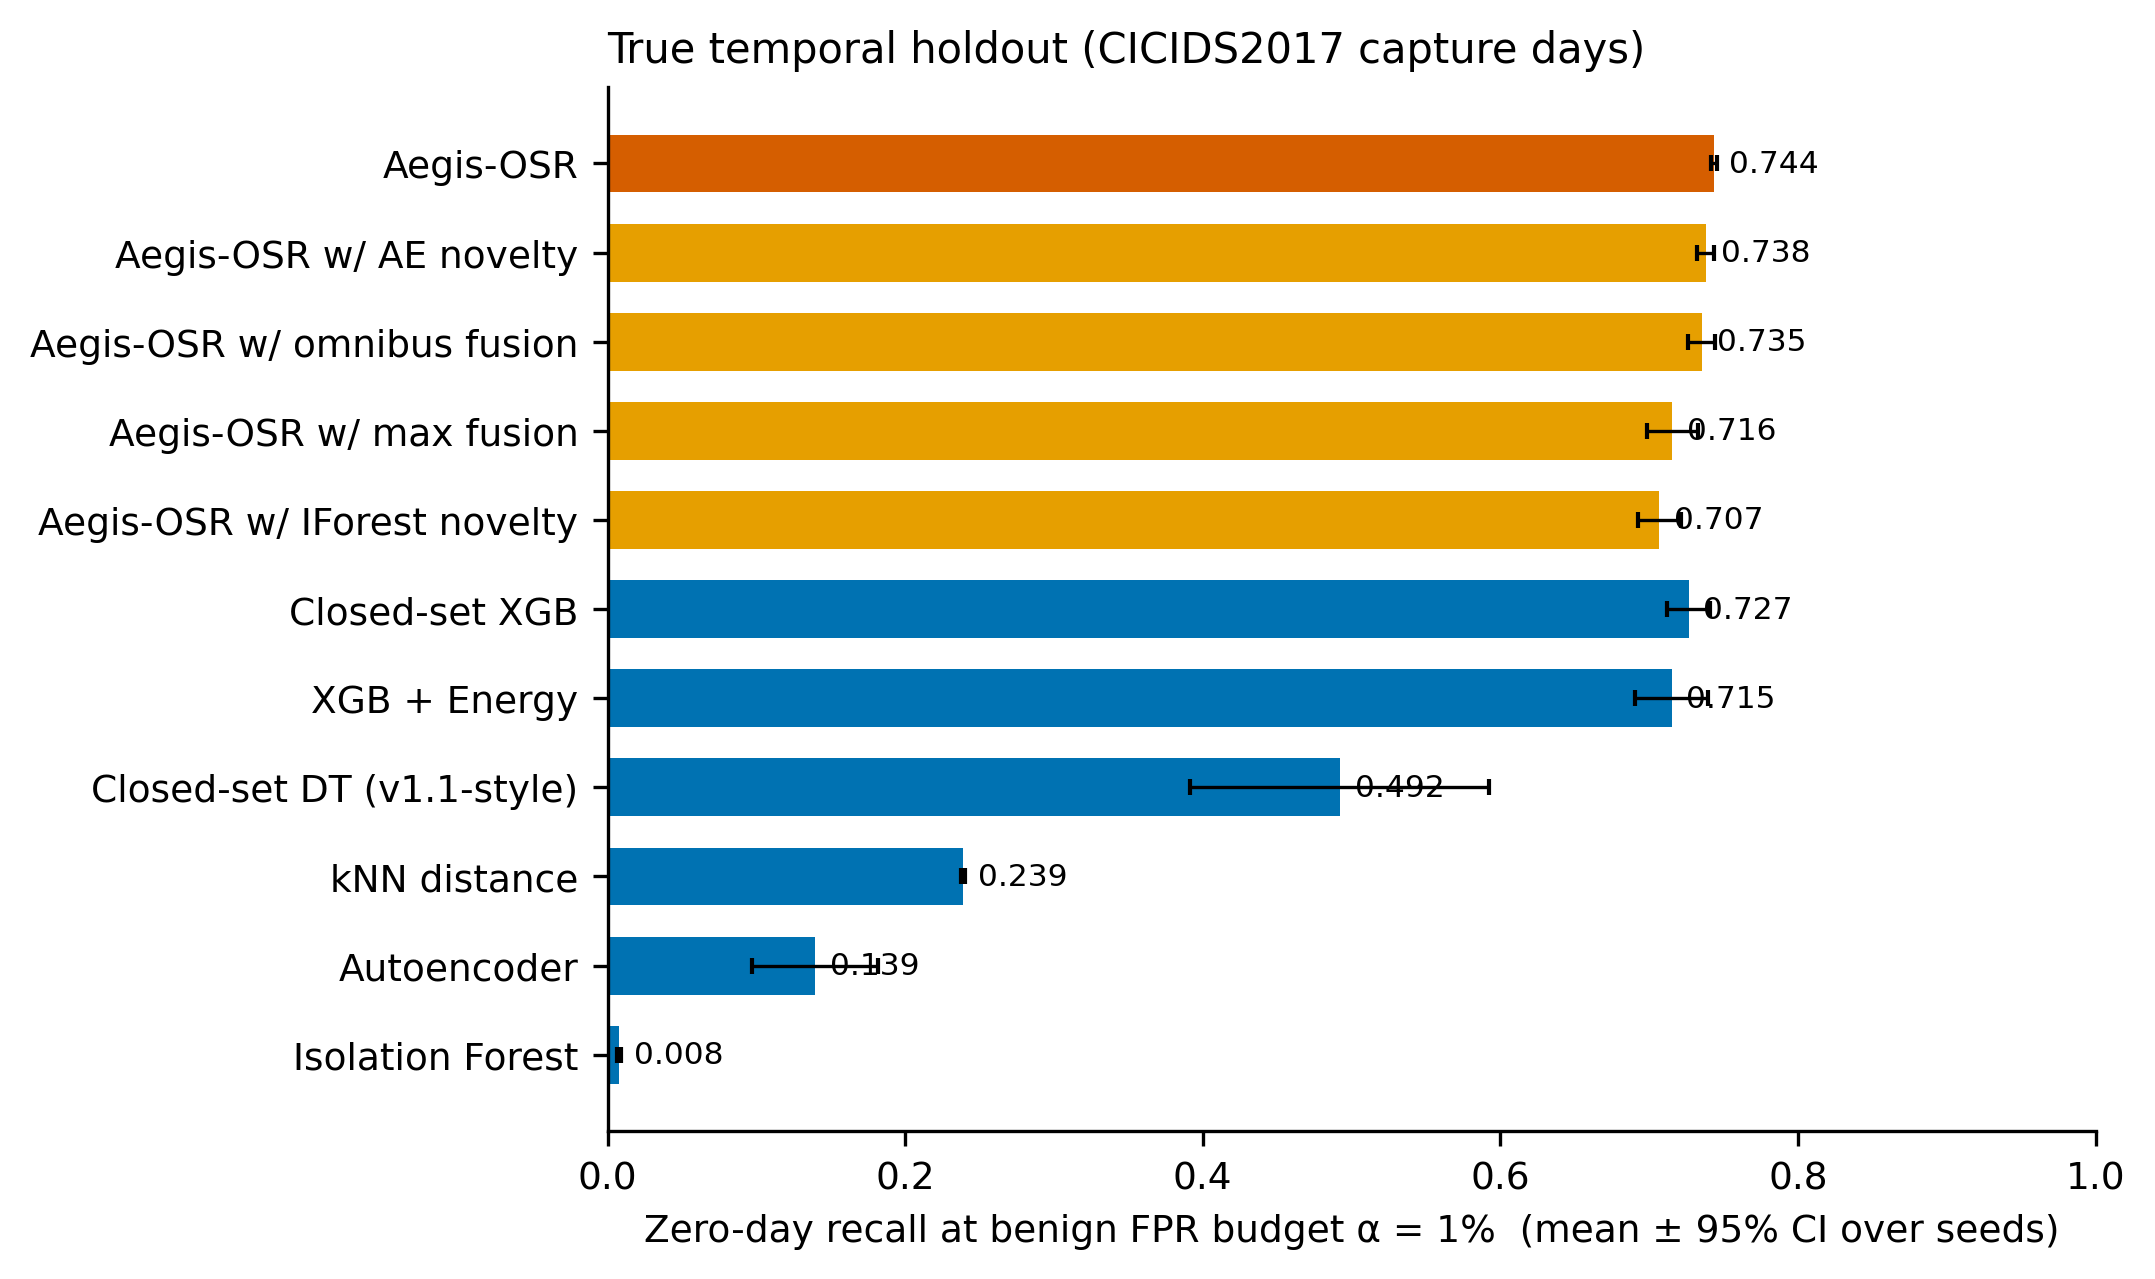 True temporal holdout (CICIDS2017 capture days)
Aegis-OSR 0.744
Aegis-OSR w/ AE novelty 0.738
Aegis-OSR w/ omnibus fusion 0.735
Aegis-OSR w/ max fusion 0.716
Aegis-OSR w/ IForest novelty 0.707
Closed-set XGB 0.727
XGB + Energy 0.715
Closed-set DT (v1.1-style) 0.492
kNN distance 0.239
Autoencoder 0.139
Isolation Forest 0.008
0.0 0.2 0.4 0.6 0.8 1.0
Zero-day recall at benign FPR budget α = 1% (mean ± 95% CI over seeds)